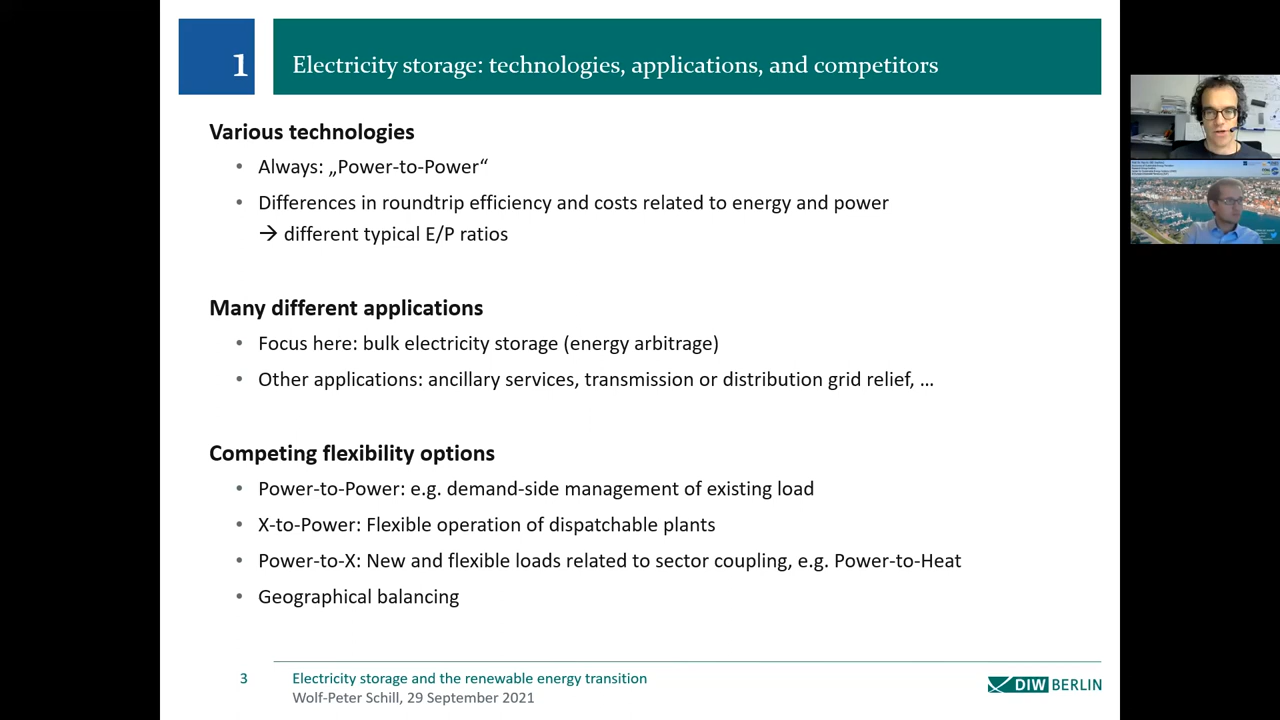 1
Electricity storage: technologies, applications, and competitors
Various technologies
• Always: „Power-to-Power“
• Differences in roundtrip efficiency and costs related to energy and power
→ different typical E/P ratios
Many different applications
• Focus here: bulk electricity storage (energy arbitrage)
• Other applications: ancillary services, transmission or distribution grid relief, …
Competing flexibility options
• Power-to-Power: e.g. demand-side management of existing load
• X-to-Power: Flexible operation of dispatchable plants
• Power-to-X: New and flexible loads related to sector coupling, e.g. Power-to-Heat
• Geographical balancing
3
Electricity storage and the renewable energy transition
Wolf-Peter Schill, 29 September 2021
DIW BERLIN